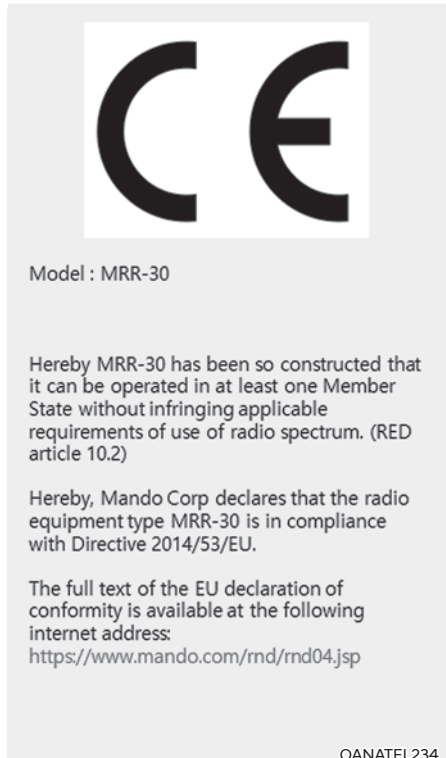 CE
Model : MRR-30
Hereby MRR-30 has been so constructed that
it can be operated in at least one Member
State without infringing applicable
requirements of use of radio spectrum. (RED
article 10.2)
Hereby, Mando Corp declares that the radio
equipment type MRR-30 is in compliance
with Directive 2014/53/EU.
The full text of the EU declaration of
conformity is available at the following
internet address:
https://www.mando.com/rnd/rnd04.jsp
OANATEL234